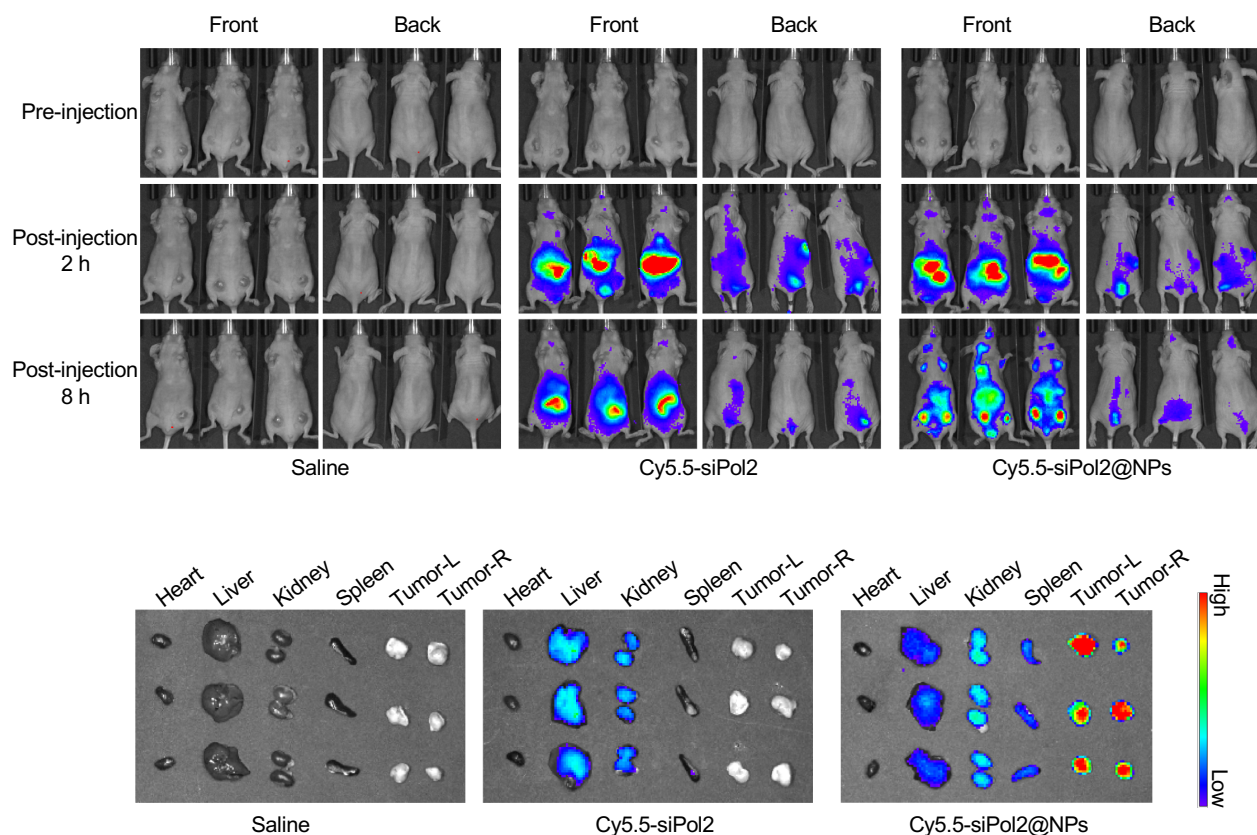 Front Back Front Back Front Back
Pre-injection
Post-injection
2 h
Post-injection
8 h
Saline Cy5.5-siPol2 Cy5.5-siPol2@NPs
Heart Liver Kidney Spleen Tumor-L Tumor-R Heart Liver Kidney Spleen Tumor-L Tumor-R Heart Liver Kidney Spleen Tumor-L Tumor-R
High
Low
Saline Cy5.5-siPol2 Cy5.5-siPol2@NPs